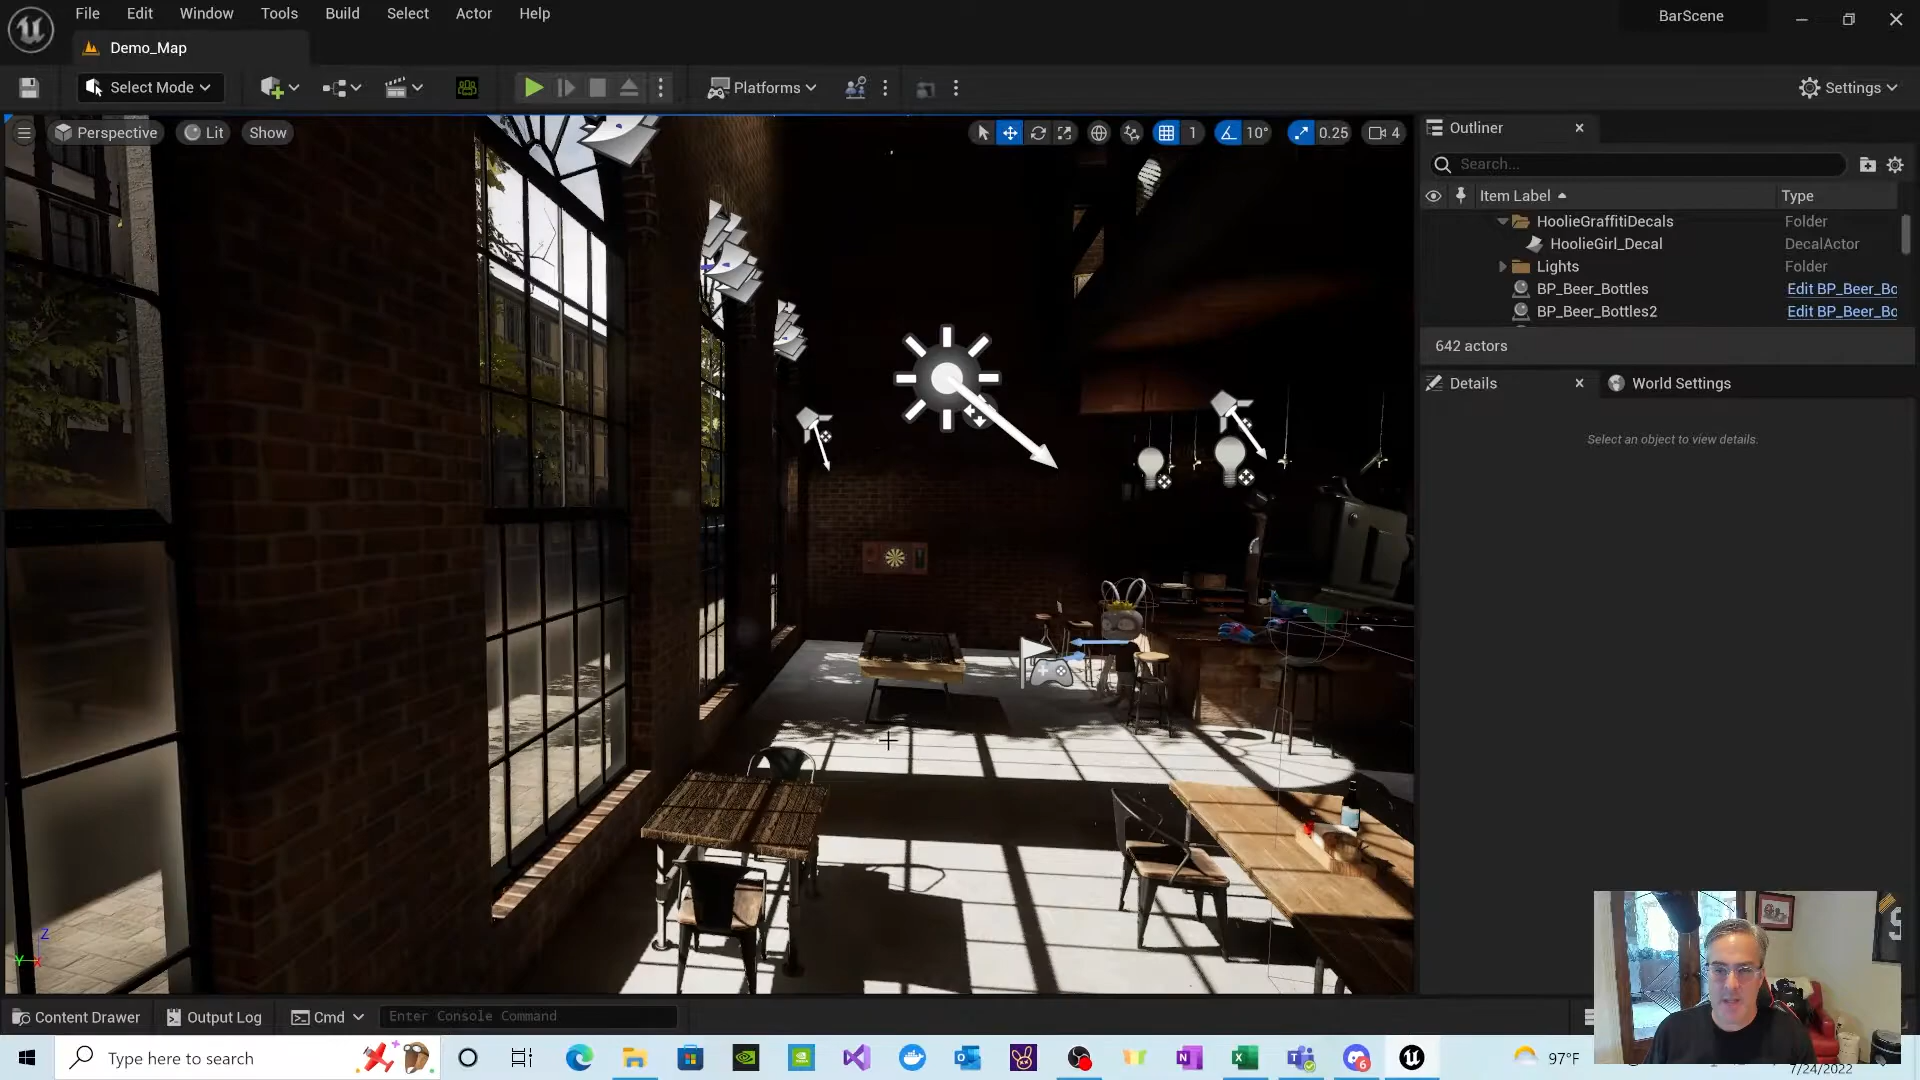 File Edit Window Tools Build Select Actor Help
BarScene
Demo_Map
Select Mode
Platforms
Settings
Perspective Lit Show
1 10° 0.25 4
Outliner
Search...
Item Label Type
HoolieGraffitiDecals Folder
HoolieGirl_Decal DecalActor
Lights Folder
BP_Beer_Bottles Edit BP_Beer_Bo
BP_Beer_Bottles2 Edit BP_Beer_Bo
642 actors
Details World Settings
Select an object to view details.
Z
Y
Content Drawer Output Log Cmd Enter Console Command
Type here to search
97°F
7/24/2022